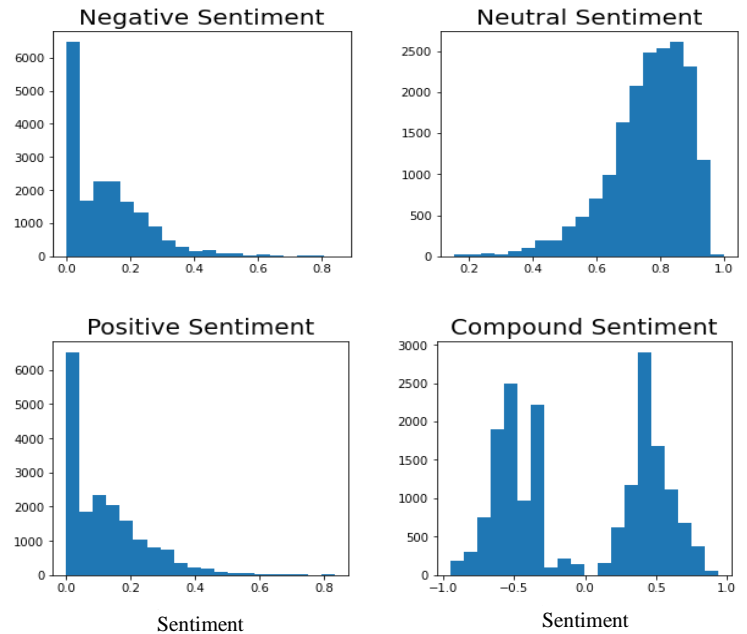 Negative Sentiment
6000
5000
4000
3000
2000
1000
0
0.0 0.2 0.4 0.6 0.8
Neutral Sentiment
2500
2000
1500
1000
500
0
0.2 0.4 0.6 0.8 1.0
Positive Sentiment
6000
5000
4000
3000
2000
1000
0
0.0 0.2 0.4 0.6 0.8
Sentiment
Compound Sentiment
3000
2500
2000
1500
1000
500
0
−1.0 −0.5 0.0 0.5 1.0
Sentiment